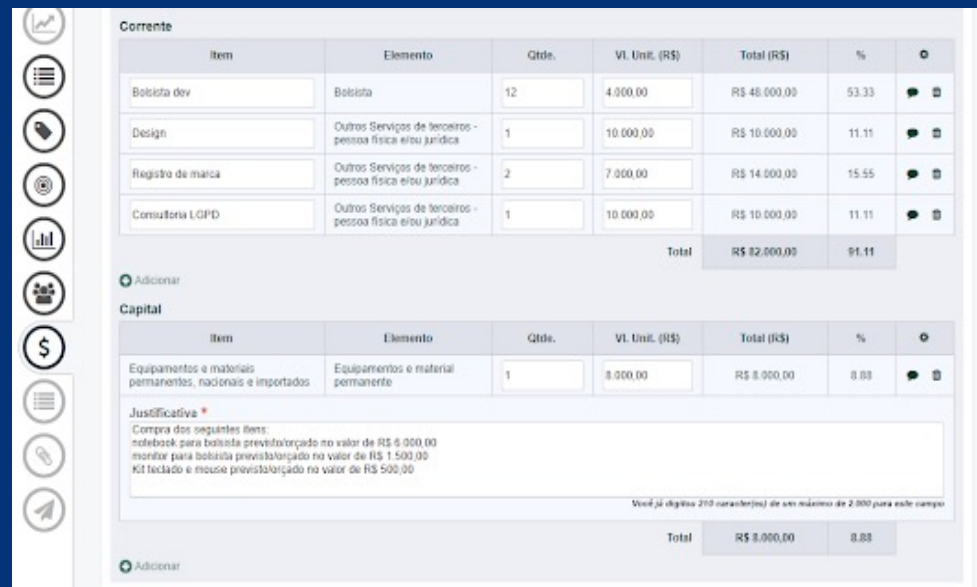 Corrente
Item Elemento Qtde. Vl. Unit. (R$) Total (R$) %
Bolsista dev Bolsista 12 4.000,00 R$ 48.000,00 53.33
Design Outros Serviços de terceiros - 1 10.000,00 R$ 10.000,00 11.11
pessoa física e/ou jurídica
Registro de marca Outros Serviços de terceiros - 2 7.000,00 R$ 14.000,00 15.55
pessoa física e/ou jurídica
Consultoria LGPD Outros Serviços de terceiros - 1 10.000,00 R$ 10.000,00 11.11
pessoa física e/ou jurídica
Total R$ 82.000,00 91.11
Adicionar
Capital
Item Elemento Qtde. Vl. Unit. (R$) Total (R$) %
Equipamentos e materiais Equipamentos e material 1 8.000,00 R$ 8.000,00 8.88
permanentes, nacionais e importados permanente
Justificativa *
Compra dos seguintes itens:
notebook para bolsista previsto/orçado no valor de R$ 6.000,00
monitor para bolsista previsto/orçado no valor de R$ 1.500,00
Kit teclado e mouse previsto/orçado no valor de R$ 500,00
Você já digitou 210 caracter(es) de um máximo de 2.000 para este campo
Total R$ 8.000,00 8.88
Adicionar